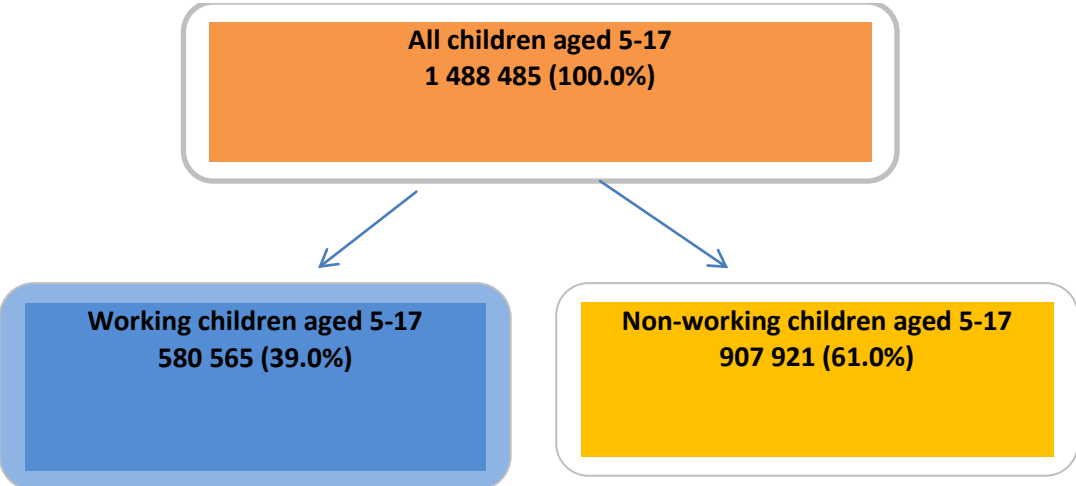 All children aged 5-17
1 488 485 (100.0%)
Working children aged 5-17
580 565 (39.0%)
Non-working children aged 5-17
907 921 (61.0%)